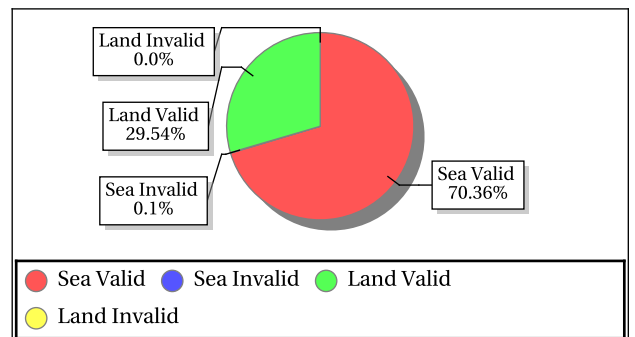 Land Invalid
0.0%
Land Valid
29.54%
Sea Invalid
0.1%
Sea Valid
70.36%
Sea Valid Sea Invalid Land Valid
Land Invalid